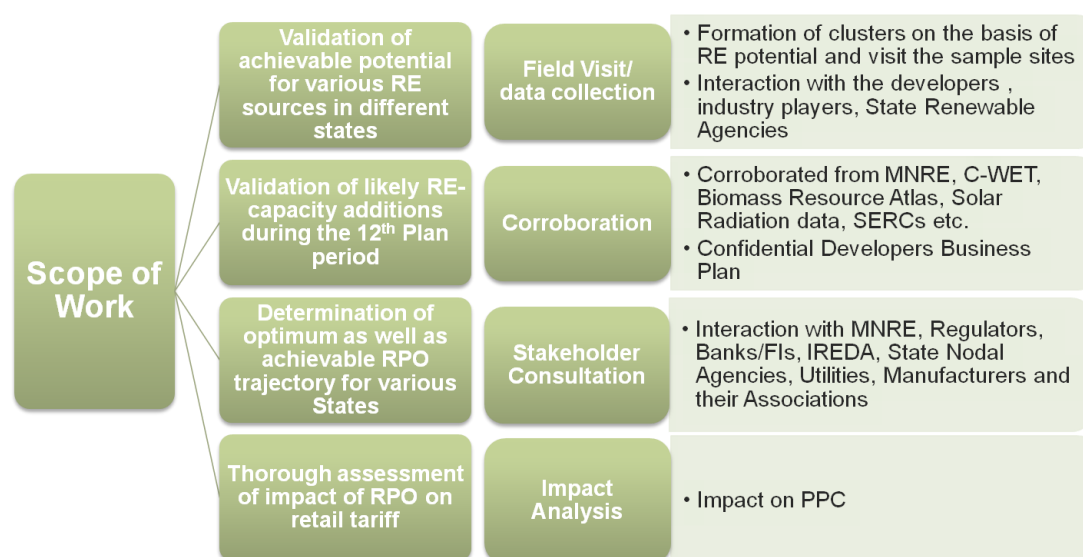 Scope of
Work
Validation of
achievable potential
for various RE
sources in different
states
Field Visit/
data collection
• Formation of clusters on the basis of
RE potential and visit the sample sites
• Interaction with the developers ,
industry players, State Renewable
Agencies
Validation of likely RE-
capacity additions
during the 12th Plan
period
Corroboration
• Corroborated from MNRE, C-WET,
Biomass Resource Atlas, Solar
Radiation data, SERCs etc.
• Confidential Developers Business
Plan
Determination of
optimum as well as
achievable RPO
trajectory for various
States
Stakeholder
Consultation
• Interaction with MNRE, Regulators,
Banks/FIs, IREDA, State Nodal
Agencies, Utilities, Manufacturers and
their Associations
Thorough assessment
of impact of RPO on
retail tariff
Impact
Analysis
• Impact on PPC